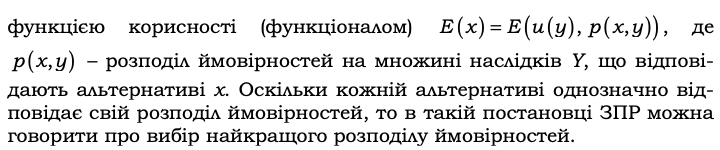 функцією корисності (функціоналом) E(x)=E(u(y), p(x,y)), де
p(x,y) – розподіл ймовірностей на множині наслідків Y, що відпові-
дають альтернативі x. Оскільки кожній альтернативі однозначно від-
повідає свій розподіл ймовірностей, то в такій постановці ЗПР можна
говорити про вибір найкращого розподілу ймовірностей.